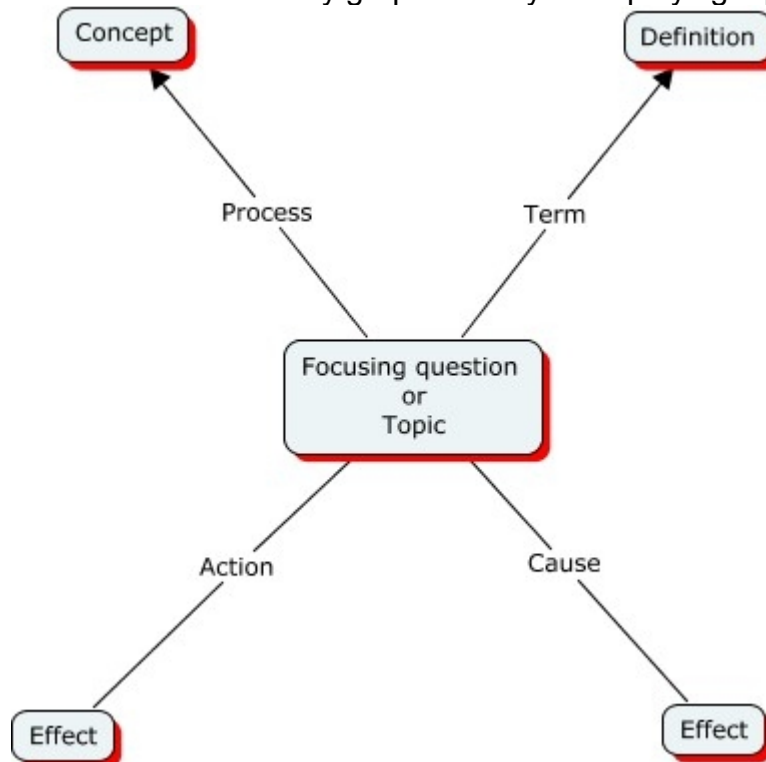 Concept
Definition
Process
Term
Focusing question
or
Topic
Action
Cause
Effect
Effect